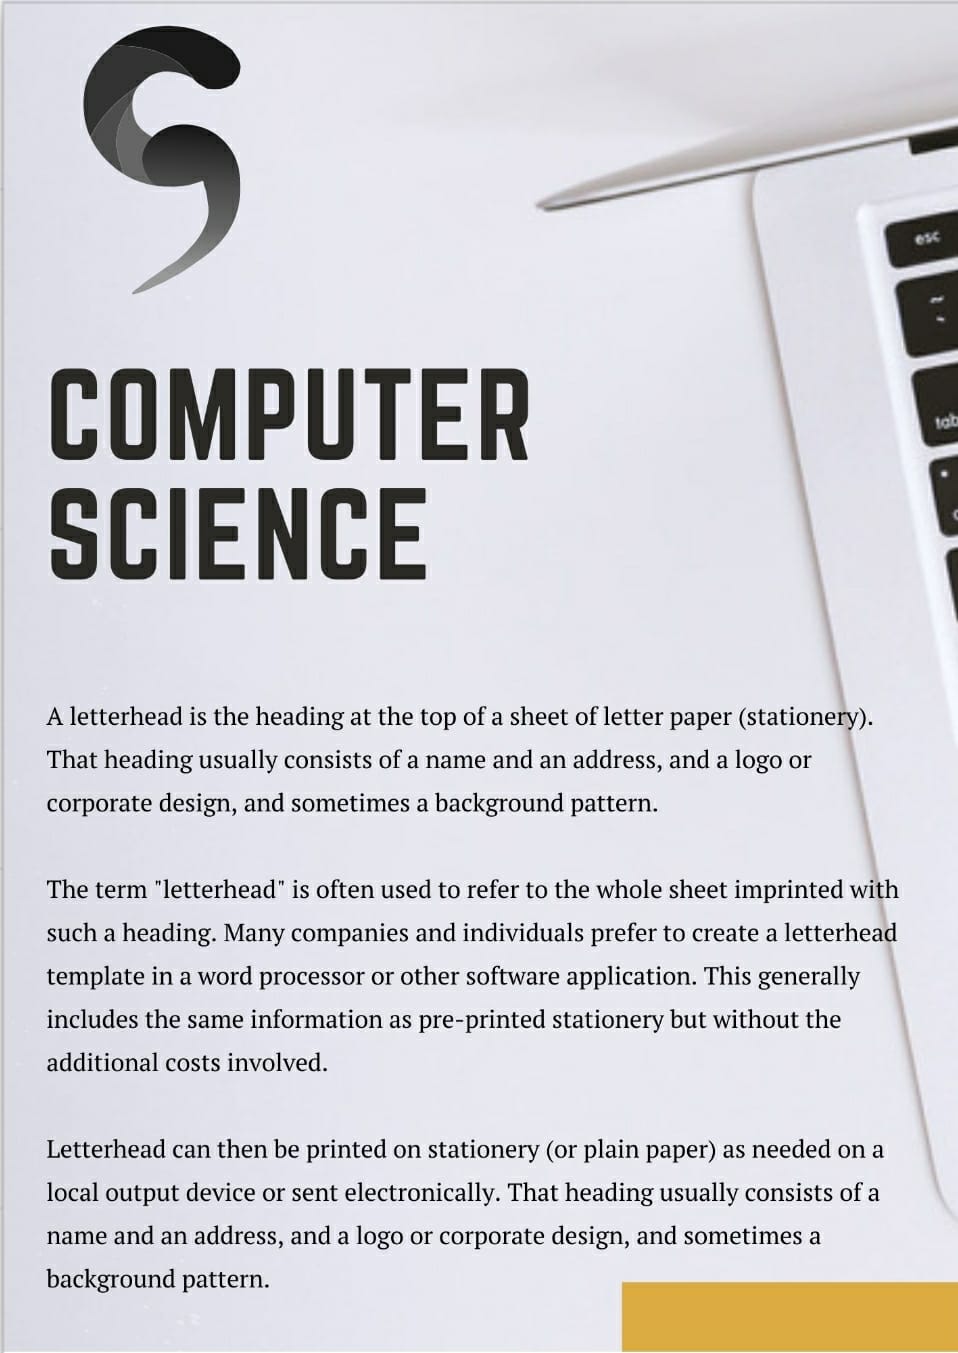 esc
tab
COMPUTER
SCIENCE
A letterhead is the heading at the top of a sheet of letter paper (stationery).
That heading usually consists of a name and an address, and a logo or
corporate design, and sometimes a background pattern.
The term "letterhead" is often used to refer to the whole sheet imprinted with
such a heading. Many companies and individuals prefer to create a letterhead
template in a word processor or other software application. This generally
includes the same information as pre-printed stationery but without the
additional costs involved.
Letterhead can then be printed on stationery (or plain paper) as needed on a
local output device or sent electronically. That heading usually consists of a
name and an address, and a logo or corporate design, and sometimes a
background pattern.